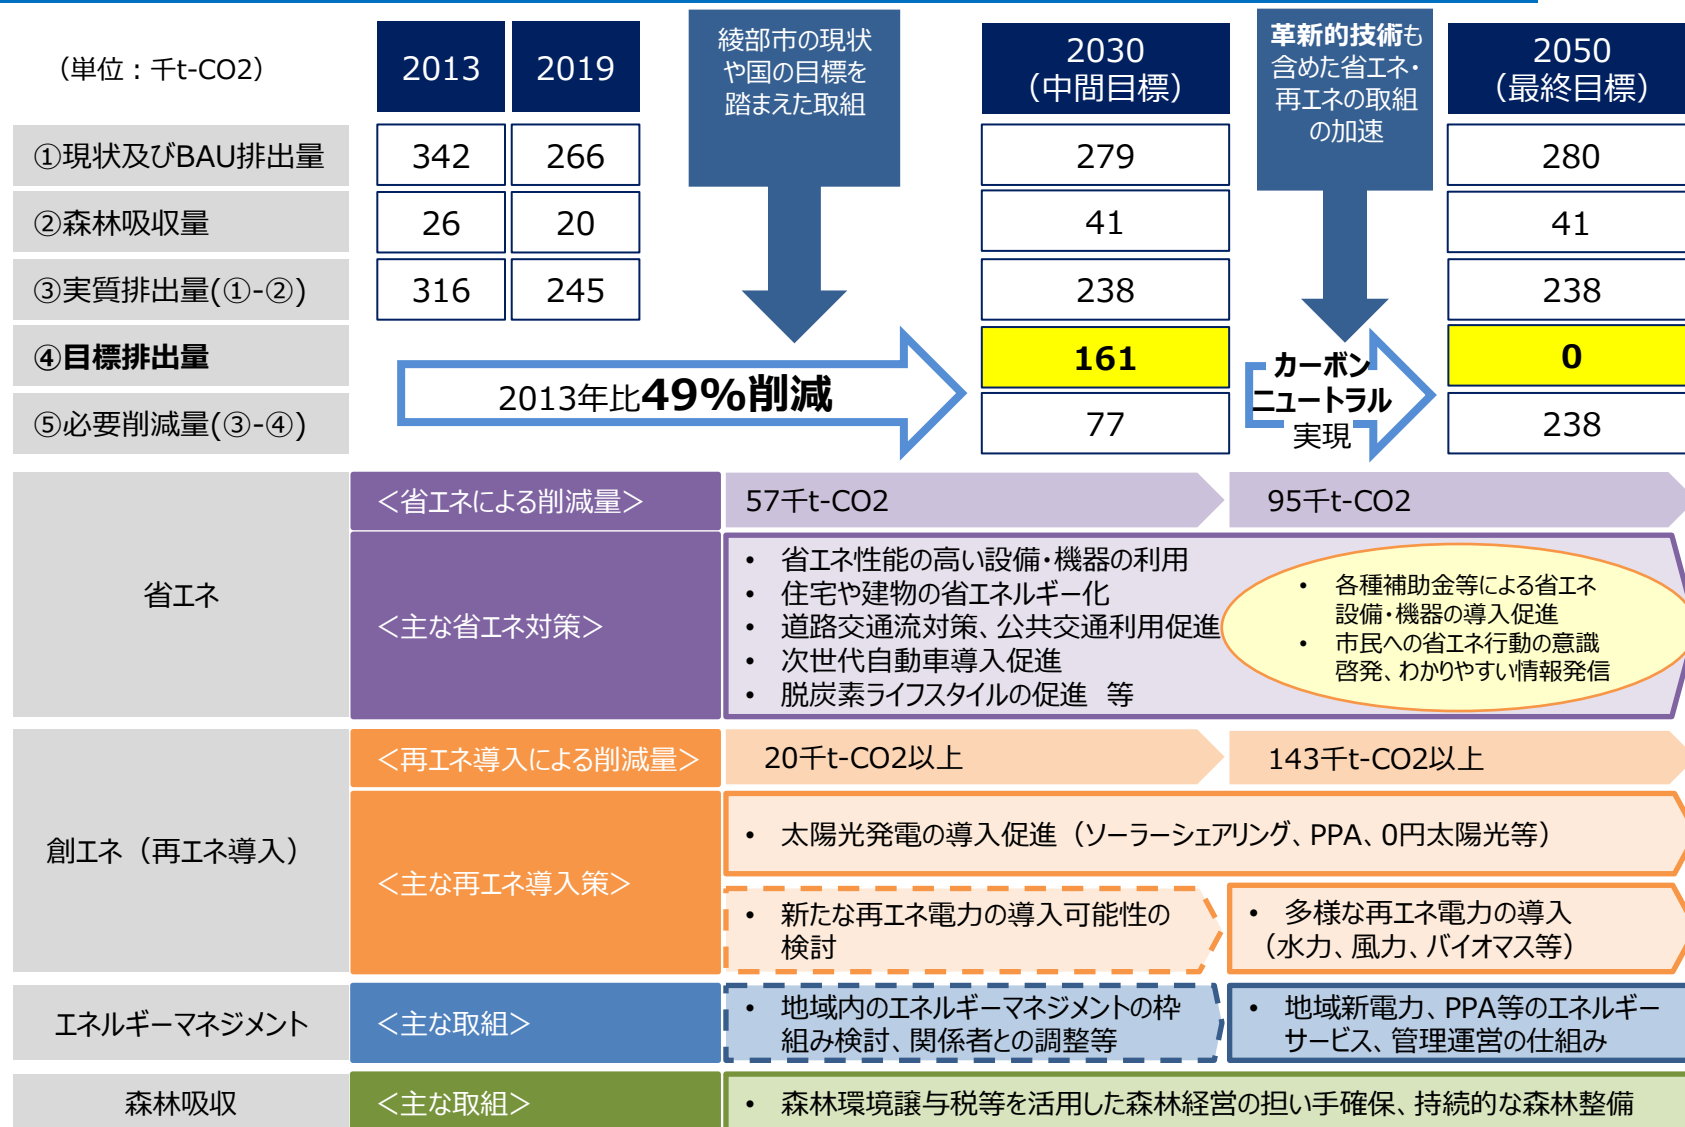 （単位：千t-CO2）
2013
2019
綾部市の現状
や国の目標を
踏まえた取組
2030
（中間目標）
革新的技術も
含めた省エネ・
再エネの取組
の加速
2050
（最終目標）
①現状及びBAU排出量
342
266
279
280
②森林吸収量
26
20
41
41
③実質排出量(①-②)
316
245
238
238
④目標排出量
161
0
2013年比49%削減
カーボン
ニュートラル
実現
⑤必要削減量(③-④)
77
238
省エネ
＜省エネによる削減量＞
57千t-CO2
95千t-CO2
＜主な省エネ対策＞
• 省エネ性能の高い設備・機器の利用
• 住宅や建物の省エネルギー化
• 道路交通流対策、公共交通利用促進
• 次世代自動車導入促進
• 脱炭素ライフスタイルの促進　等
• 各種補助金等による省エネ
設備・機器の導入促進
• 市民への省エネ行動の意識
啓発、わかりやすい情報発信
創エネ（再エネ導入）
＜再エネ導入による削減量＞
20千t-CO2以上
143千t-CO2以上
＜主な再エネ導入策＞
• 太陽光発電の導入促進（ソーラーシェアリング、PPA、0円太陽光等）
• 新たな再エネ電力の導入可能性の
検討
• 多様な再エネ電力の導入
（水力、風力、バイオマス等）
エネルギーマネジメント
＜主な取組＞
• 地域内のエネルギーマネジメントの枠
組み検討、関係者との調整等
• 地域新電力、PPA等のエネルギー
サービス、管理運営の仕組み
森林吸収
＜主な取組＞
• 森林環境譲与税等を活用した森林経営の担い手確保、持続的な森林整備